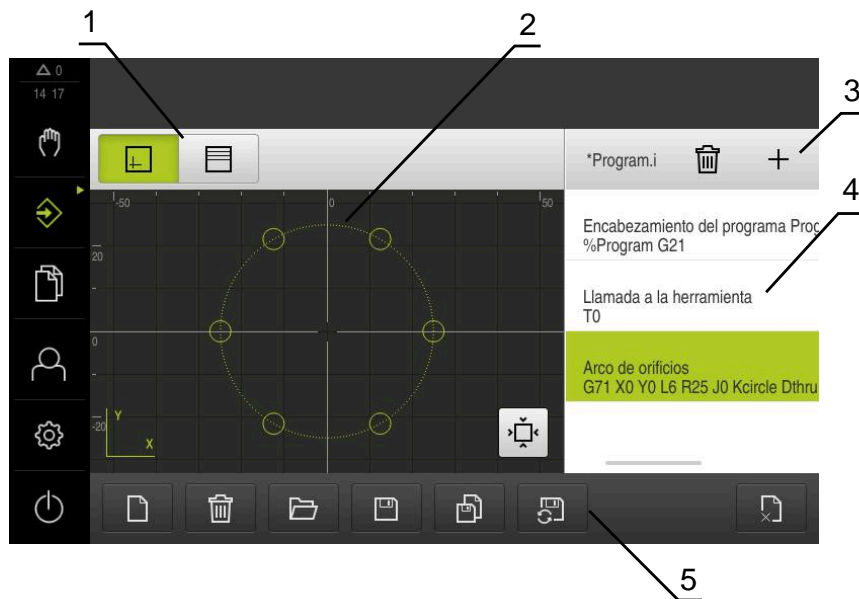 1
2
3
4
5
0
14 17
*Program.i
-50
0
50
20
0
-20
Y
X
Encabezamiento del programa Prog
%Program G21
Llamada a la herramienta
T0
Arco de orificios
G71 X0 Y0 L6 R25 J0 Kcircle Dthru